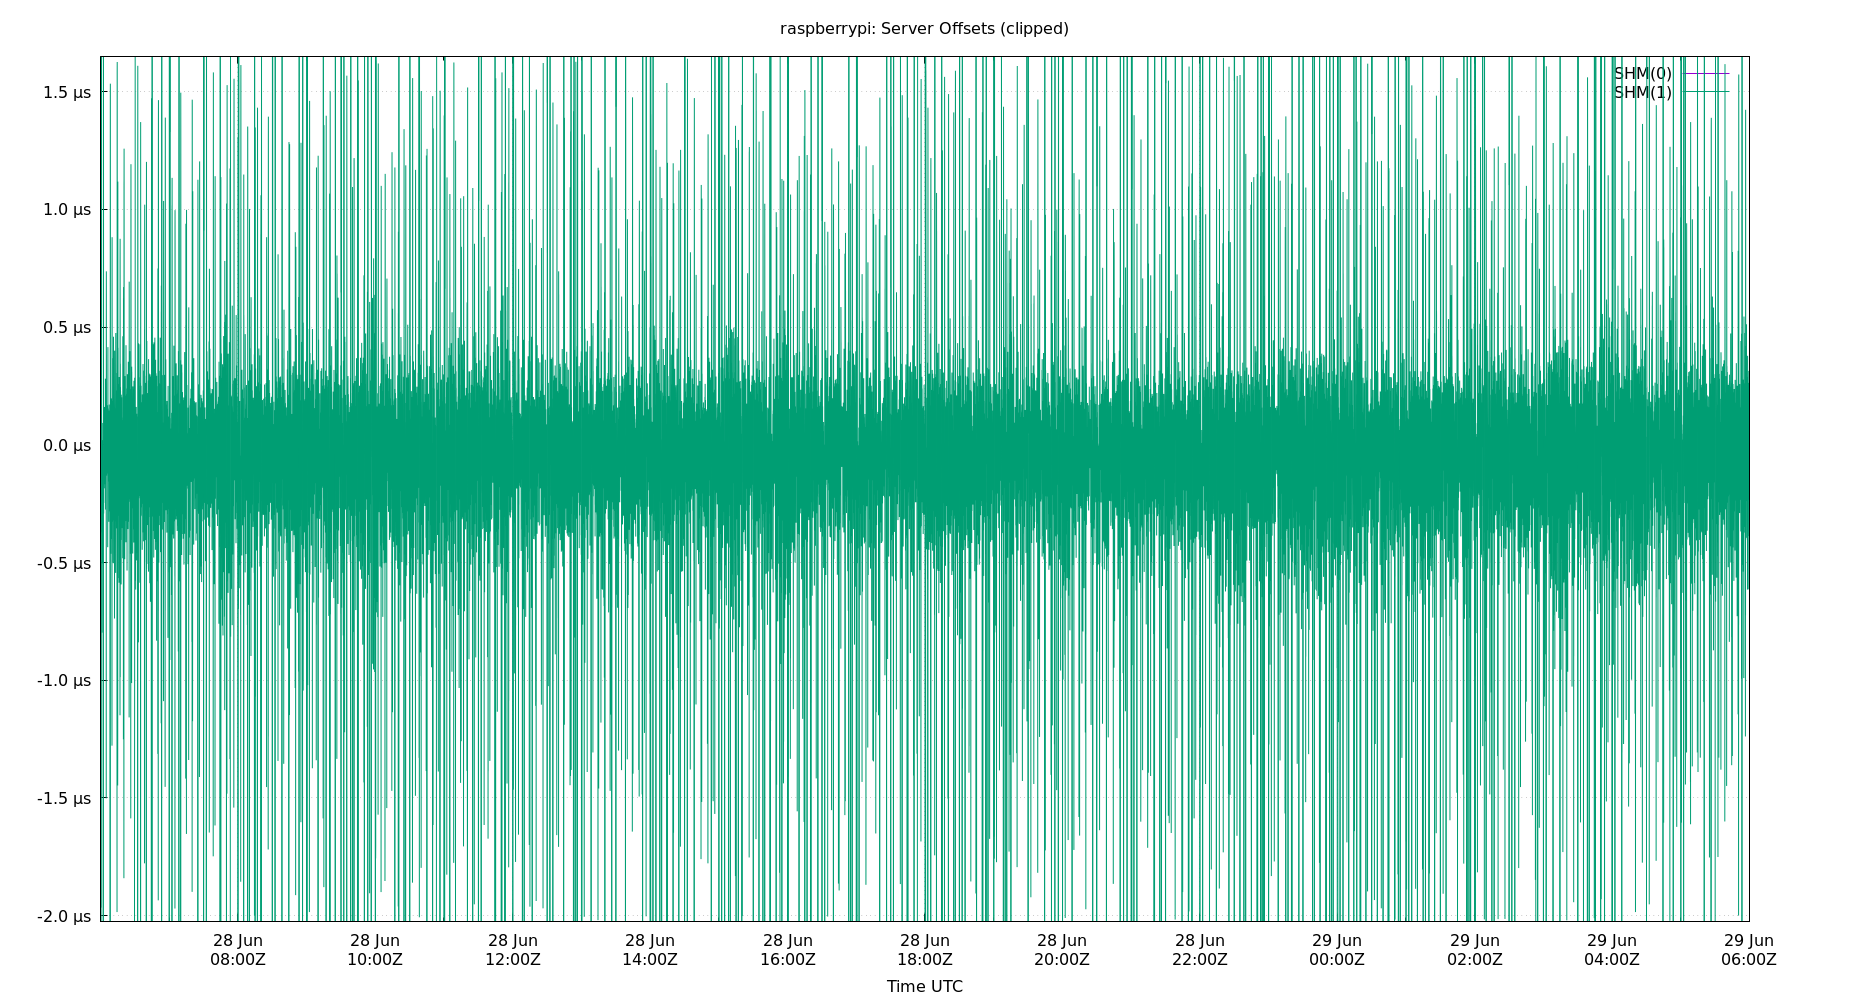 raspberrypi: Server Offsets (clipped)
SHM(0)
SHM(1)
1.5 µs
1.0 µs
0.5 µs
0.0 µs
-0.5 µs
-1.0 µs
-1.5 µs
-2.0 µs
28 Jun 28 Jun 28 Jun 28 Jun 28 Jun 28 Jun 28 Jun 28 Jun 29 Jun 29 Jun 29 Jun 29 Jun
08:00Z 10:00Z 12:00Z 14:00Z 16:00Z 18:00Z 20:00Z 22:00Z 00:00Z 02:00Z 04:00Z 06:00Z
Time UTC